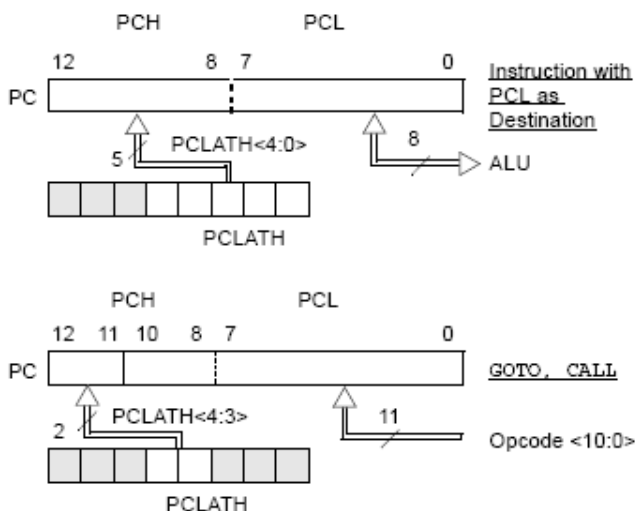 PCH PCL
12 8 7 0
PC
Instruction with
PCL as
Destination
5 PCLATH<4:0> 8
ALU
PCLATH
PCH PCL
12 11 10 8 7 0
PC
GOTO, CALL
2 PCLATH<4:3> 11
Opcode <10:0>
PCLATH